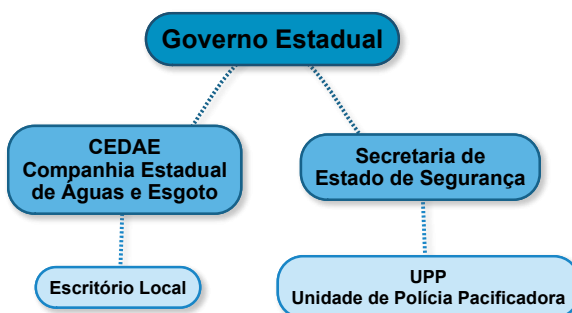 Governo Estadual
CEDAE
Companhia Estadual
de Águas e Esgoto
Secretaria de
Estado de Segurança
Escritório Local
UPP
Unidade de Polícia Pacificadora